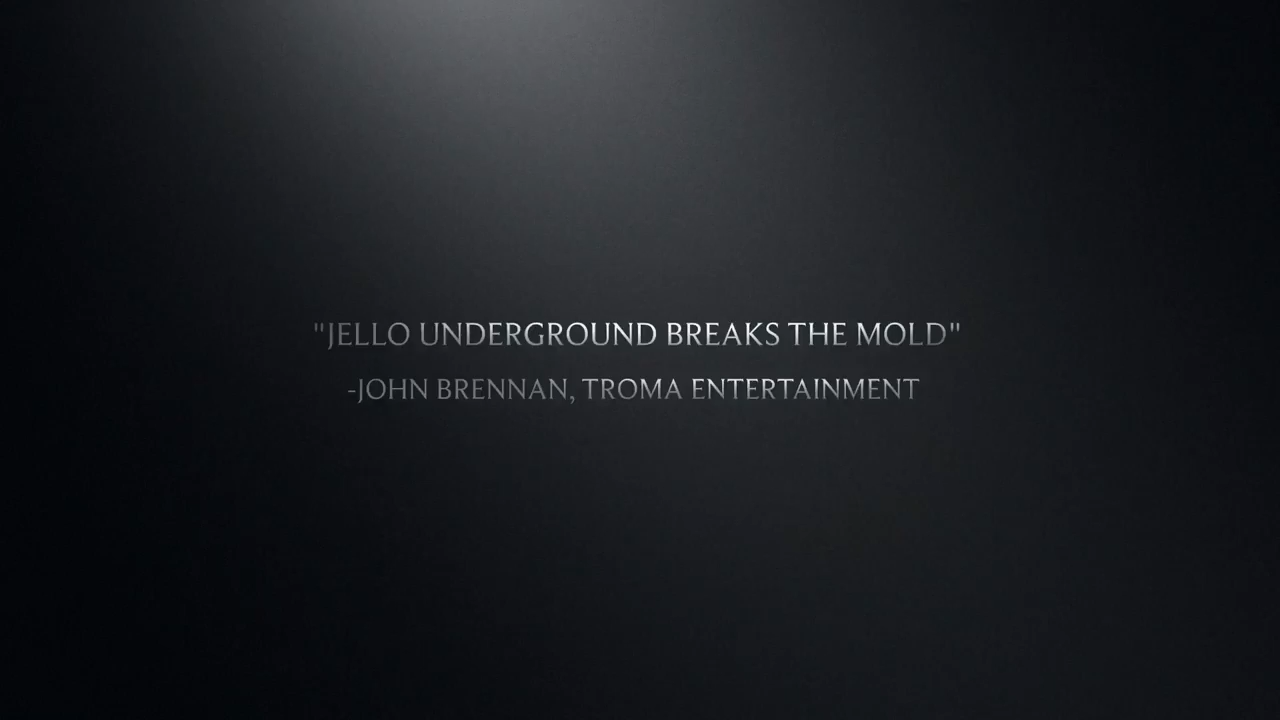 "JELLO UNDERGROUND BREAKS THE MOLD"
-JOHN BRENNAN, TROMA ENTERTAINMENT